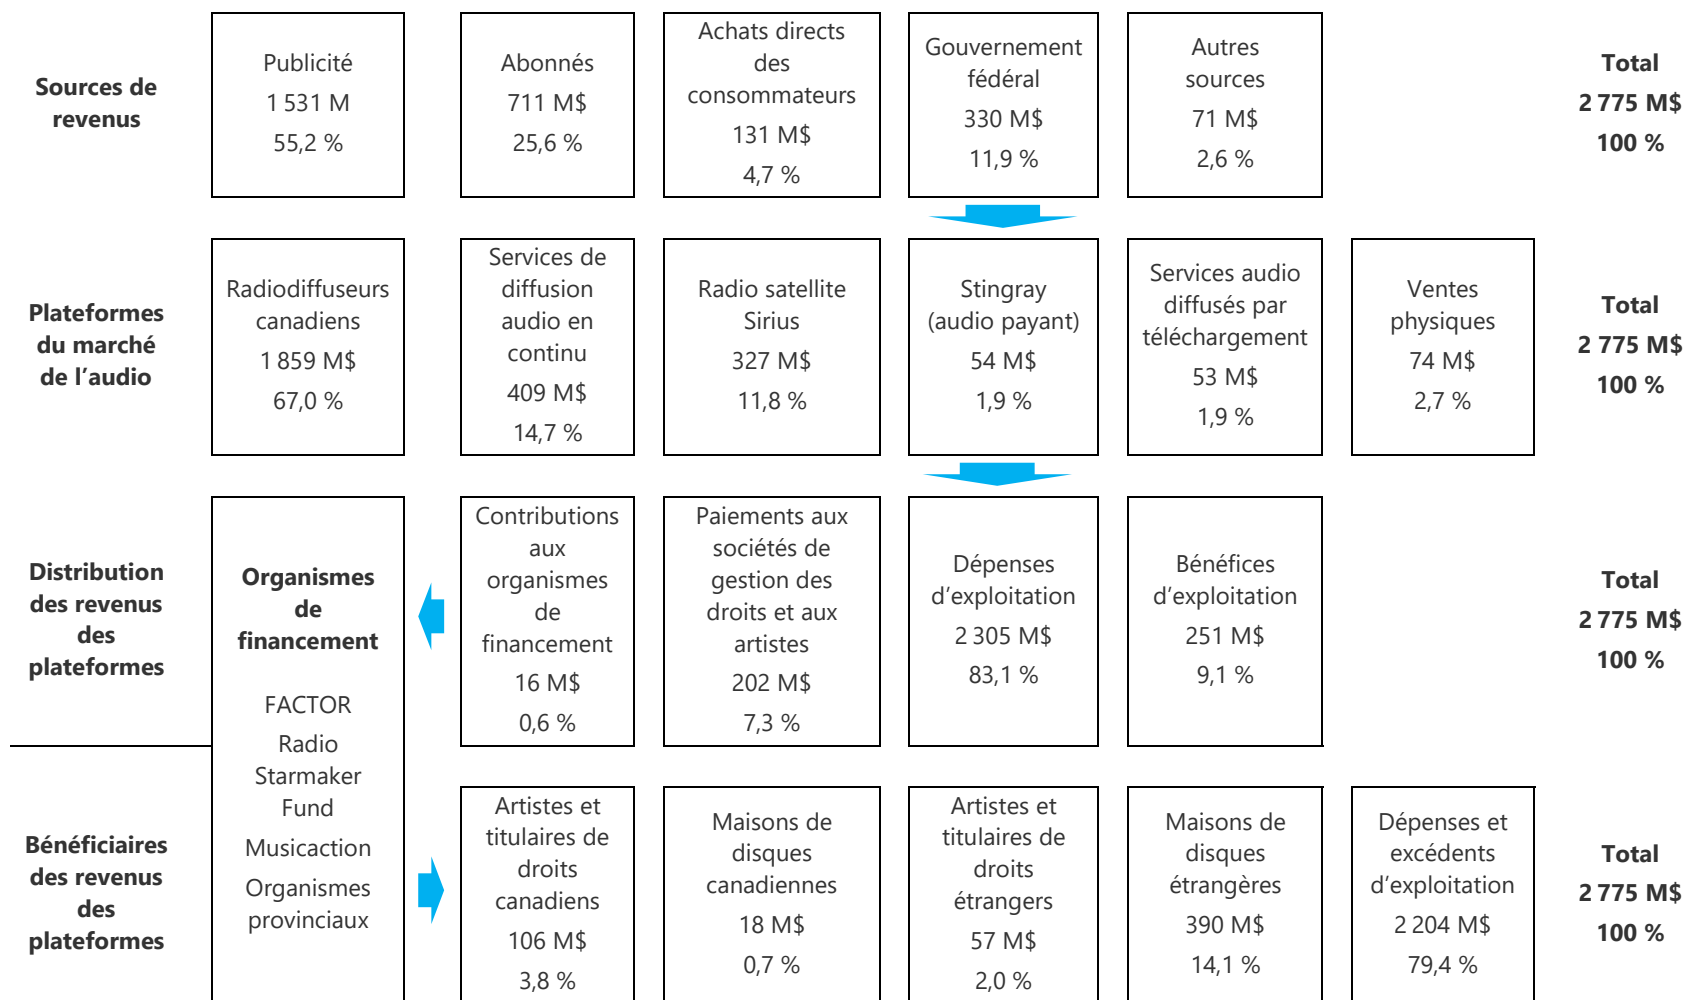 Sources de
revenus
Publicité
1 531 M
55,2 %
Abonnés
711 M$
25,6 %
Achats directs
des
consommateurs
131 M$
4,7 %
Gouvernement
fédéral
330 M$
11,9 %
Autres
sources
71 M$
2,6 %
Total
2 775 M$
100 %
Plateformes
du marché
de l’audio
Radiodiffuseurs
canadiens
1 859 M$
67,0 %
Services de
diffusion
audio en
continu
409 M$
14,7 %
Radio satellite
Sirius
327 M$
11,8 %
Stingray
(audio payant)
54 M$
1,9 %
Services audio
diffusés par
téléchargement
53 M$
1,9 %
Ventes
physiques
74 M$
2,7 %
Total
2 775 M$
100 %
Distribution
des revenus
des
plateformes
Organismes
de
financement
FACTOR
Radio
Starmaker
Fund
Musicaction
Organismes
provinciaux
Contributions
aux
organismes
de
financement
16 M$
0,6 %
Paiements aux
sociétés de
gestion des
droits et aux
artistes
202 M$
7,3 %
Dépenses
d’exploitation
2 305 M$
83,1 %
Bénéfices
d’exploitation
251 M$
9,1 %
Total
2 775 M$
100 %
Bénéficiaires
des revenus
des
plateformes
Artistes et
titulaires de
droits
canadiens
106 M$
3,8 %
Maisons de
disques
canadiennes
18 M$
0,7 %
Artistes et
titulaires de
droits
étrangers
57 M$
2,0 %
Maisons de
disques
étrangères
390 M$
14,1 %
Dépenses et
excédents
d’exploitation
2 204 M$
79,4 %
Total
2 775 M$
100 %